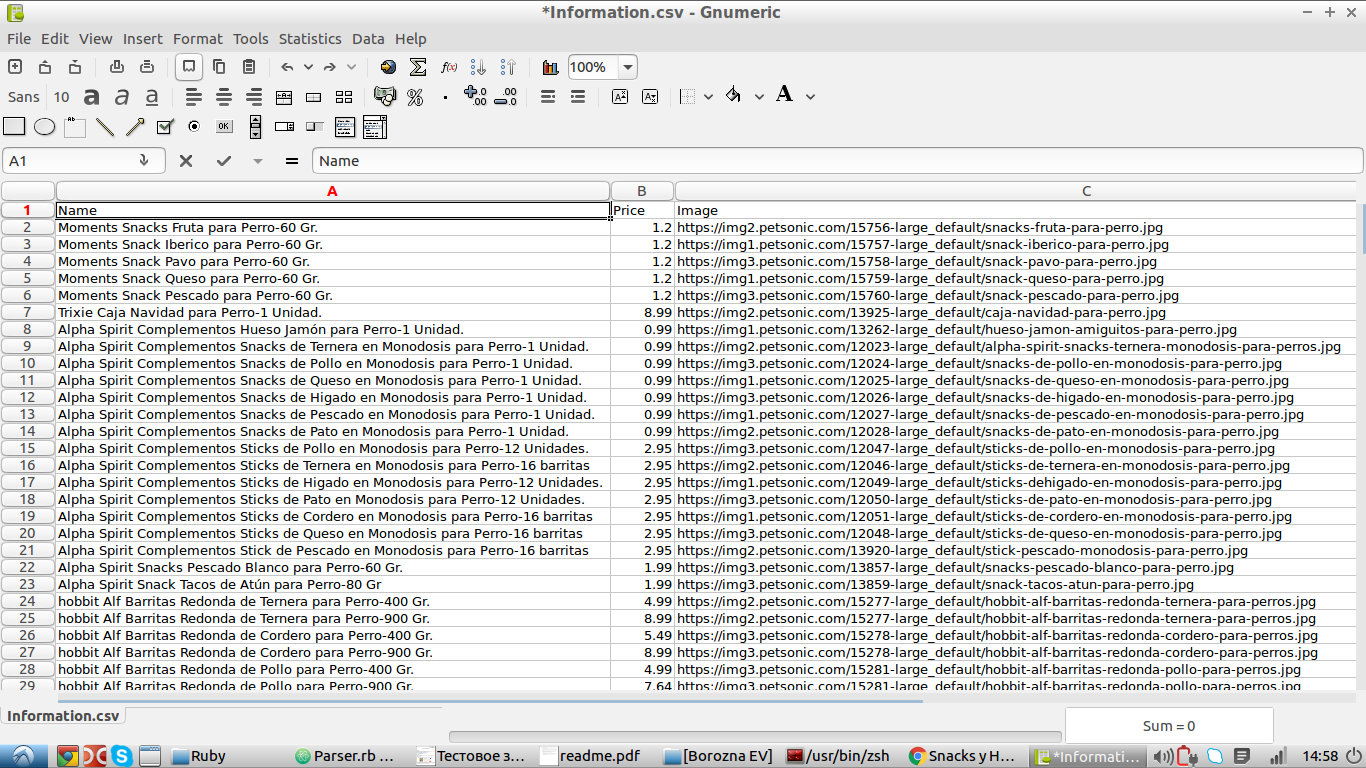 *Information.csv - Gnumeric
File Edit View Insert Format Tools Statistics Data Help
f(x) 100%
Sans 10 a a a % +0 .00 .00 -0 A A A
Ab OK
A1 = Name
A B C
1 Name Price Image
2 Moments Snacks Fruta para Perro-60 Gr. 1.2 https://img2.petsonic.com/15756-large_default/snacks-fruta-para-perro.jpg
3 Moments Snack Iberico para Perro-60 Gr. 1.2 https://img1.petsonic.com/15757-large_default/snack-iberico-para-perro.jpg
4 Moments Snack Pavo para Perro-60 Gr. 1.2 https://img3.petsonic.com/15758-large_default/snack-pavo-para-perro.jpg
5 Moments Snack Queso para Perro-60 Gr. 1.2 https://img1.petsonic.com/15759-large_default/snack-queso-para-perro.jpg
6 Moments Snack Pescado para Perro-60 Gr. 1.2 https://img3.petsonic.com/15760-large_default/snack-pescado-para-perro.jpg
7 Trixie Caja Navidad para Perro-1 Unidad. 8.99 https://img2.petsonic.com/13925-large_default/caja-navidad-para-perro.jpg
8 Alpha Spirit Complementos Hueso Jamón para Perro-1 Unidad. 0.99 https://img1.petsonic.com/13262-large_default/hueso-jamon-amiguitos-para-perro.jpg
9 Alpha Spirit Complementos Snacks de Ternera en Monodosis para Perro-1 Unidad. 0.99 https://img2.petsonic.com/12023-large_default/alpha-spirit-snacks-ternera-monodosis-para-perros.jpg
10 Alpha Spirit Complementos Snacks de Pollo en Monodosis para Perro-1 Unidad. 0.99 https://img3.petsonic.com/12024-large_default/snacks-de-pollo-en-monodosis-para-perro.jpg
11 Alpha Spirit Complementos Snacks de Queso en Monodosis para Perro-1 Unidad. 0.99 https://img1.petsonic.com/12025-large_default/snacks-de-queso-en-monodosis-para-perro.jpg
12 Alpha Spirit Complementos Snacks de Higado en Monodosis para Perro-1 Unidad. 0.99 https://img3.petsonic.com/12026-large_default/snacks-de-higado-en-monodosis-para-perro.jpg
13 Alpha Spirit Complementos Snacks de Pescado en Monodosis para Perro-1 Unidad. 0.99 https://img1.petsonic.com/12027-large_default/snacks-de-pescado-en-monodosis-para-perro.jpg
14 Alpha Spirit Complementos Snacks de Pato en Monodosis para Perro-1 Unidad. 0.99 https://img2.petsonic.com/12028-large_default/snacks-de-pato-en-monodosis-para-perro.jpg
15 Alpha Spirit Complementos Sticks de Pollo en Monodosis para Perro-12 Unidades. 2.95 https://img3.petsonic.com/12047-large_default/sticks-de-pollo-en-monodosis-para-perro.jpg
16 Alpha Spirit Complementos Sticks de Ternera en Monodosis para Perro-16 barritas 2.95 https://img2.petsonic.com/12046-large_default/sticks-de-ternera-en-monodosis-para-perro.jpg
17 Alpha Spirit Complementos Sticks de Higado en Monodosis para Perro-12 Unidades. 2.95 https://img1.petsonic.com/12049-large_default/sticks-dehigado-en-monodosis-para-perro.jpg
18 Alpha Spirit Complementos Sticks de Pato en Monodosis para Perro-12 Unidades. 2.95 https://img3.petsonic.com/12050-large_default/sticks-de-pato-en-monodosis-para-perro.jpg
19 Alpha Spirit Complementos Sticks de Cordero en Monodosis para Perro-16 barritas 2.95 https://img1.petsonic.com/12051-large_default/sticks-de-cordero-en-monodosis-para-perro.jpg
20 Alpha Spirit Complementos Sticks de Queso en Monodosis para Perro-16 barritas 2.95 https://img3.petsonic.com/12048-large_default/sticks-de-queso-en-monodosis-para-perro.jpg
21 Alpha Spirit Complementos Stick de Pescado en Monodosis para Perro-16 barritas 2.95 https://img2.petsonic.com/13920-large_default/stick-pescado-monodosis-para-perro.jpg
22 Alpha Spirit Snacks Pescado Blanco para Perro-60 Gr. 1.99 https://img1.petsonic.com/13857-large_default/snacks-pescado-blanco-para-perro.jpg
23 Alpha Spirit Snack Tacos de Atún para Perro-80 Gr 1.99 https://img1.petsonic.com/13859-large_default/snack-tacos-atun-para-perro.jpg
24 hobbit Alf Barritas Redonda de Ternera para Perro-400 Gr. 4.99 https://img2.petsonic.com/15277-large_default/hobbit-alf-barritas-redonda-ternera-para-perros.jpg
25 hobbit Alf Barritas Redonda de Ternera para Perro-900 Gr. 8.99 https://img2.petsonic.com/15277-large_default/hobbit-alf-barritas-redonda-ternera-para-perros.jpg
26 hobbit Alf Barritas Redonda de Cordero para Perro-400 Gr. 5.49 https://img3.petsonic.com/15278-large_default/hobbit-alf-barritas-redonda-cordero-para-perros.jpg
27 hobbit Alf Barritas Redonda de Cordero para Perro-900 Gr. 8.99 https://img3.petsonic.com/15278-large_default/hobbit-alf-barritas-redonda-cordero-para-perros.jpg
28 hobbit Alf Barritas Redonda de Pollo para Perro-400 Gr. 4.99 https://img3.petsonic.com/15281-large_default/hobbit-alf-barritas-redonda-pollo-para-perros.jpg
29 hobbit Alf Barritas Redonda de Pollo para Perro-900 Gr. 7.64 https://img3.petsonic.com/15281-large_default/hobbit-alf-barritas-redonda-pollo-para-perros.jpg
Information.csv Sum = 0
Ruby Parser.rb ... Тестовое з... readme.pdf [Borozna EV] /usr/bin/zsh Snacks y H... *Informati... 14:58